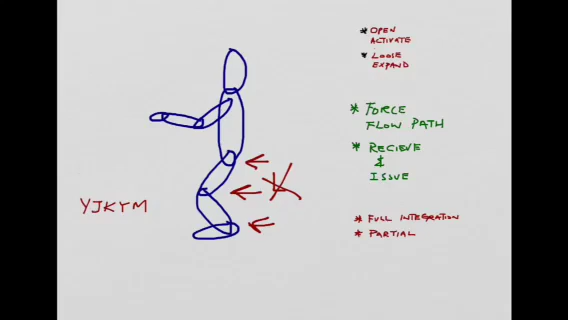 * OPEN
ACTIVATE
* LOOSE
EXPAND
* FORCE
FLOW PATH
* RECIEVE
&
ISSUE
YJKYM
* FULL INTEGRATION
* PARTIAL